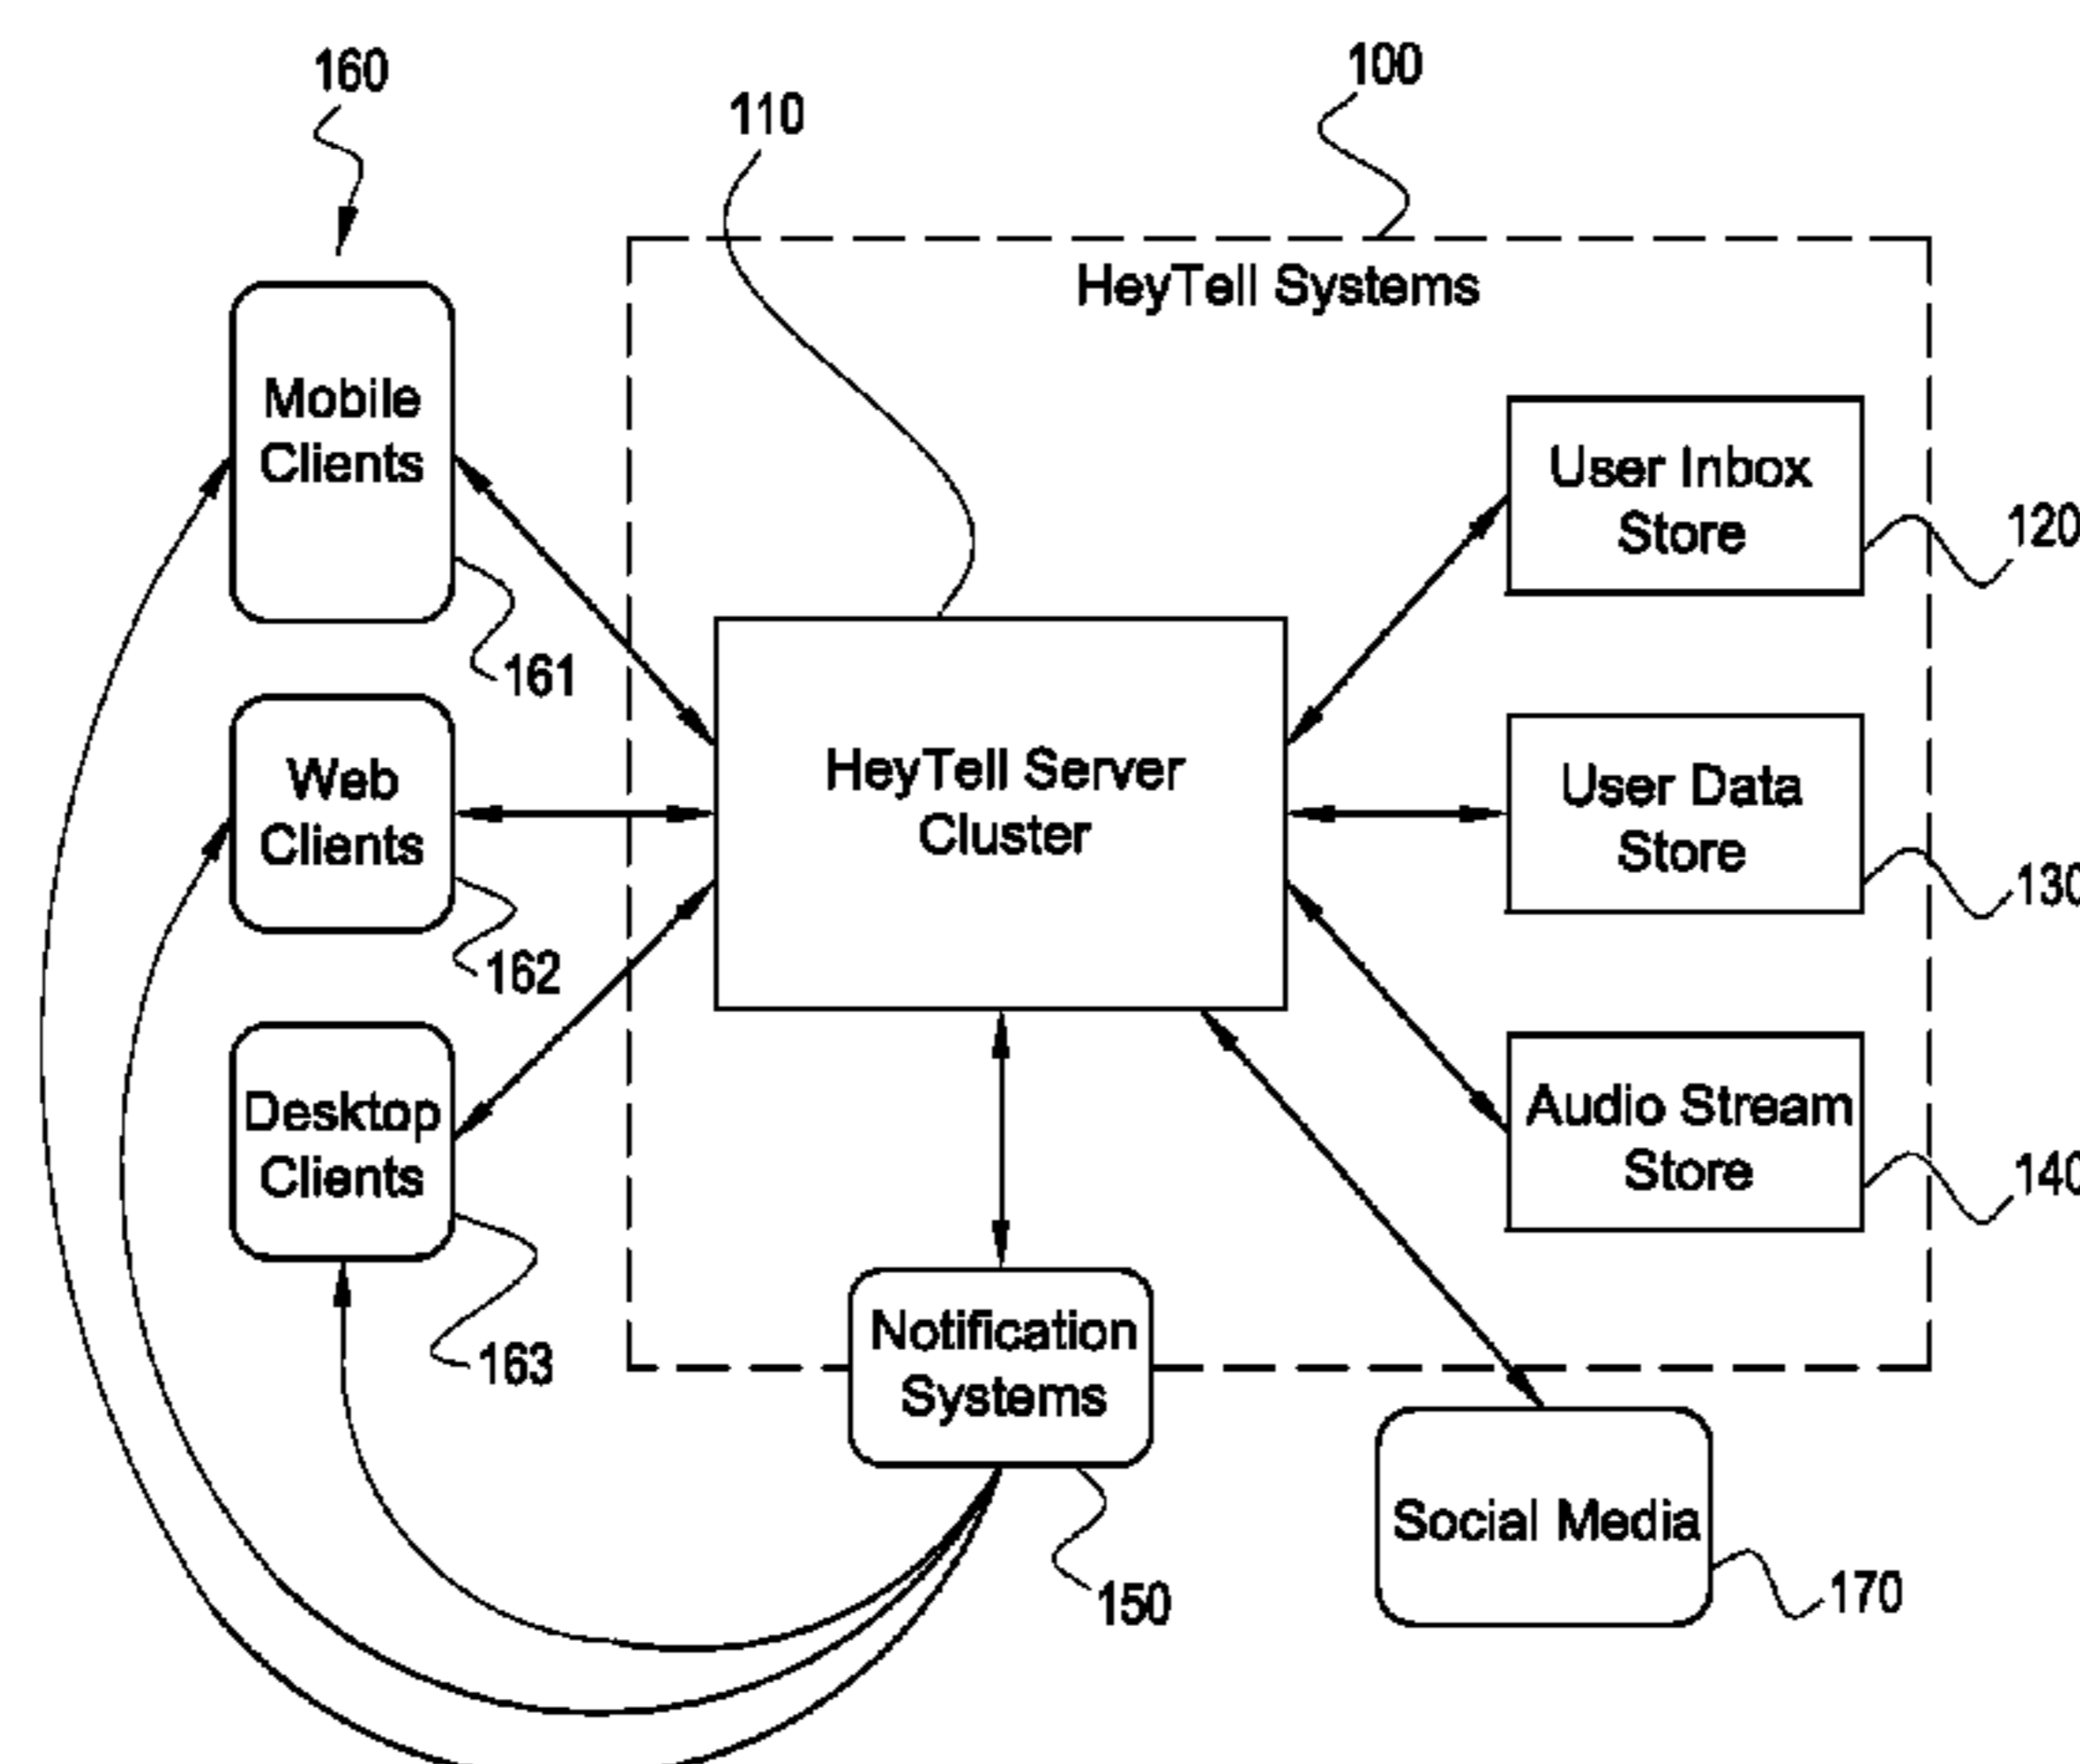 160
100
110
HeyTell Systems
Mobile
Clients
User Inbox
Store
120
161
Web
Clients
HeyTell Server
Cluster
User Data
Store
130
162
Desktop
Clients
Audio Stream
Store
140
163
Notification
Systems
Social Media
150
170